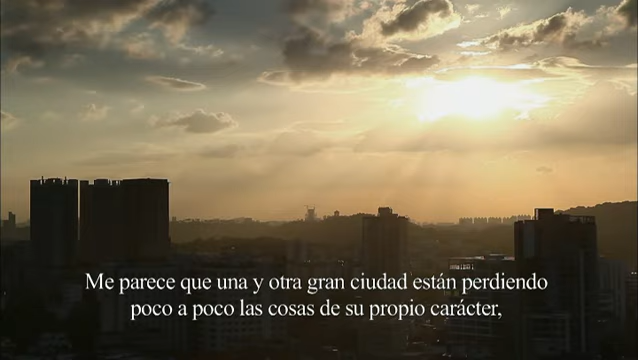 Me parece que una y otra gran ciudad están perdiendo
poco a poco las cosas de su propio carácter,